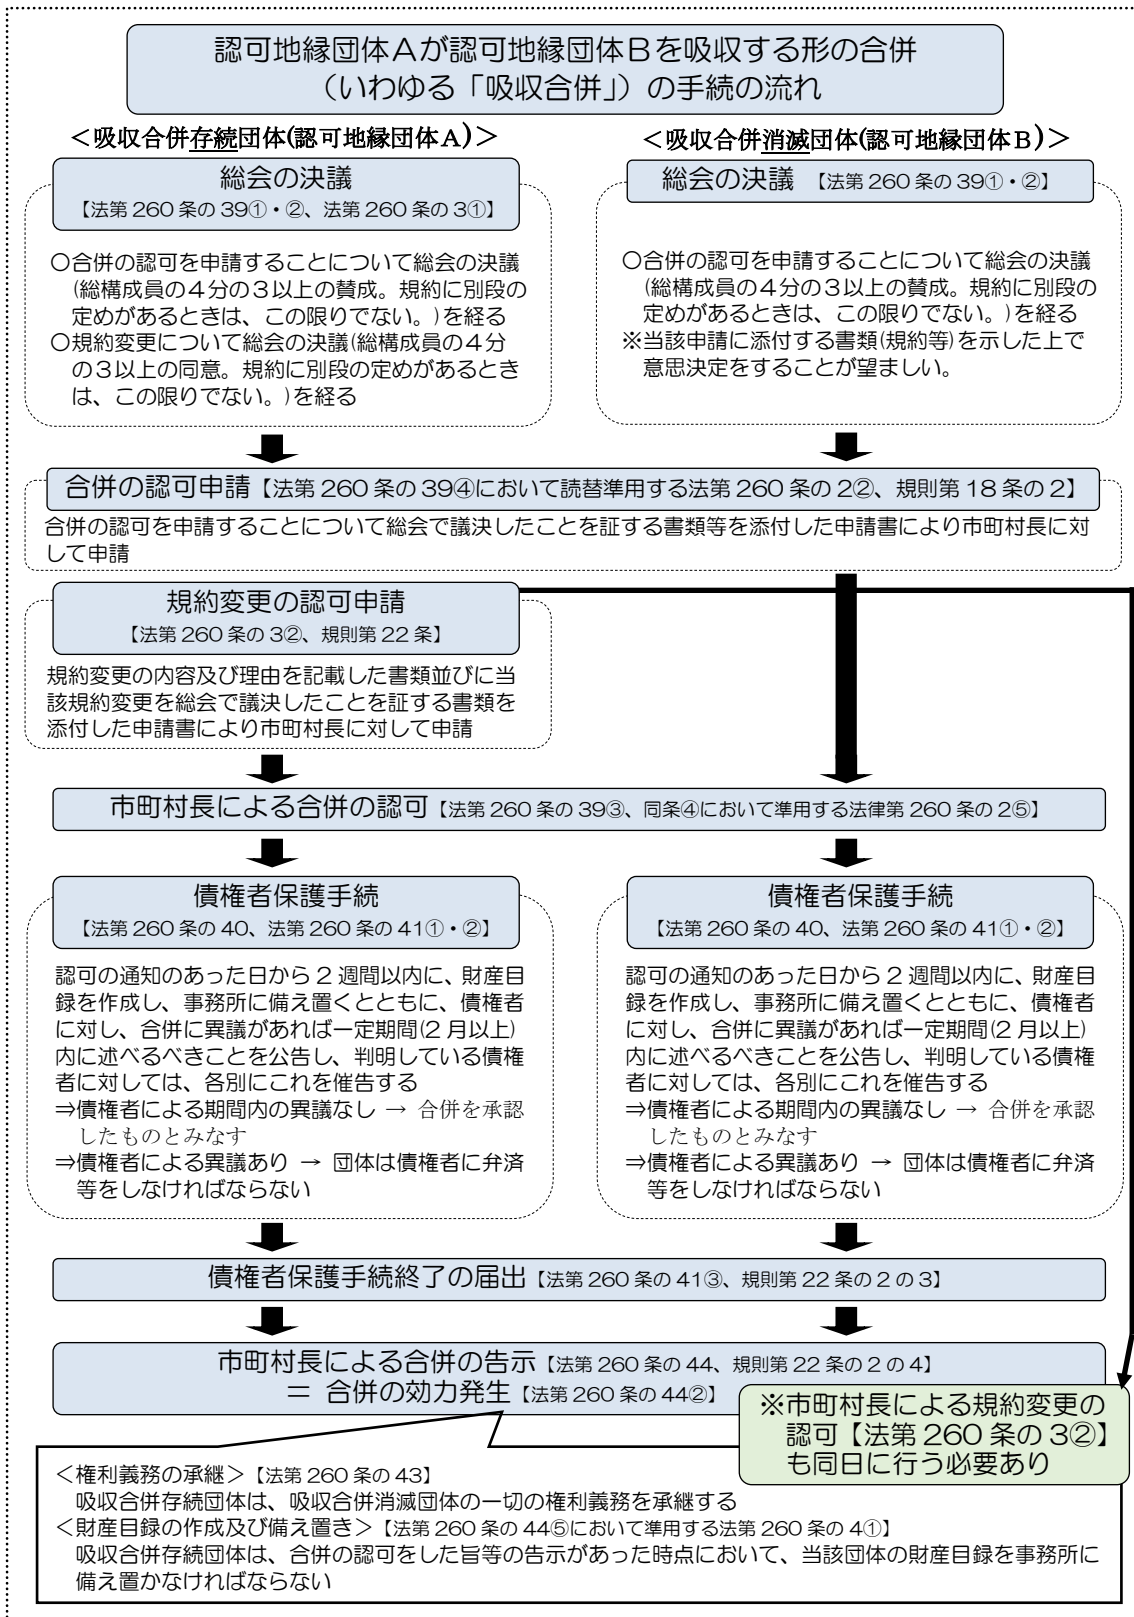 認可地縁団体Aが認可地縁団体Bを吸収する形の合併
(いわゆる「吸収合併」)の手続の流れ
<吸収合併存続団体(認可地縁団体A)>
総会の決議
【法第260条の39①・②、法第260条の3①】
○合併の認可を申請することについて総会の決議
(総構成員の4分の3以上の賛成。規約に別段の
定めがあるときは、この限りでない。)を経る
○規約変更について総会の決議(総構成員の4分
の3以上の同意。規約に別段の定めがあるとき
は、この限りでない。)を経る
<吸収合併消滅団体(認可地縁団体B)>
総会の決議 【法第260条の39①・②】
○合併の認可を申請することについて総会の決議
(総構成員の4分の3以上の賛成。規約に別段の
定めがあるときは、この限りでない。)を経る
※当該申請に添付する書類(規約等)を示した上で
意思決定をすることが望ましい。
合併の認可申請【法第260条の39④において読替準用する法第260条の2②、規則第18条の2】
合併の認可を申請することについて総会で議決したことを証する書類等を添付した申請書により市町村長に対
して申請
規約変更の認可申請
【法第260条の3②、規則第22条】
規約変更の内容及び理由を記載した書類並びに当
該規約変更を総会で議決したことを証する書類を
添付した申請書により市町村長に対して申請
市町村長による合併の認可【法第260条の39③、同条④において準用する法律第260条の2⑤】
債権者保護手続
【法第260条の40、法第260条の41①・②】
認可の通知のあった日から2週間以内に、財産目
録を作成し、事務所に備え置くとともに、債権者
に対し、合併に異議があれば一定期間(2月以上)
内に述べるべきことを公告し、判明している債権
者に対しては、各別にこれを催告する
⇒債権者による期間内の異議なし → 合併を承認
したものとみなす
⇒債権者による異議あり → 団体は債権者に弁済
等をしなければならない
債権者保護手続
【法第260条の40、法第260条の41①・②】
認可の通知のあった日から2週間以内に、財産目
録を作成し、事務所に備え置くとともに、債権者
に対し、合併に異議があれば一定期間(2月以上)
内に述べるべきことを公告し、判明している債権
者に対しては、各別にこれを催告する
⇒債権者による期間内の異議なし → 合併を承認
したものとみなす
⇒債権者による異議あり → 団体は債権者に弁済
等をしなければならない
債権者保護手続終了の届出【法第260条の41③、規則第22条の2の3】
市町村長による合併の告示【法第260条の44、規則第22条の2の4】
= 合併の効力発生【法第260条の44②】
※市町村長による規約変更の
認可【法第260条の3②】
も同日に行う必要あり
<権利義務の承継>【法第260条の43】
吸収合併存続団体は、吸収合併消滅団体の一切の権利義務を承継する
<財産目録の作成及び備え置き>【法第260条の44⑤において準用する法第260条の4①】
吸収合併存続団体は、合併の認可をした旨等の告示があった時点において、当該団体の財産目録を事務所に
備え置かなければならない